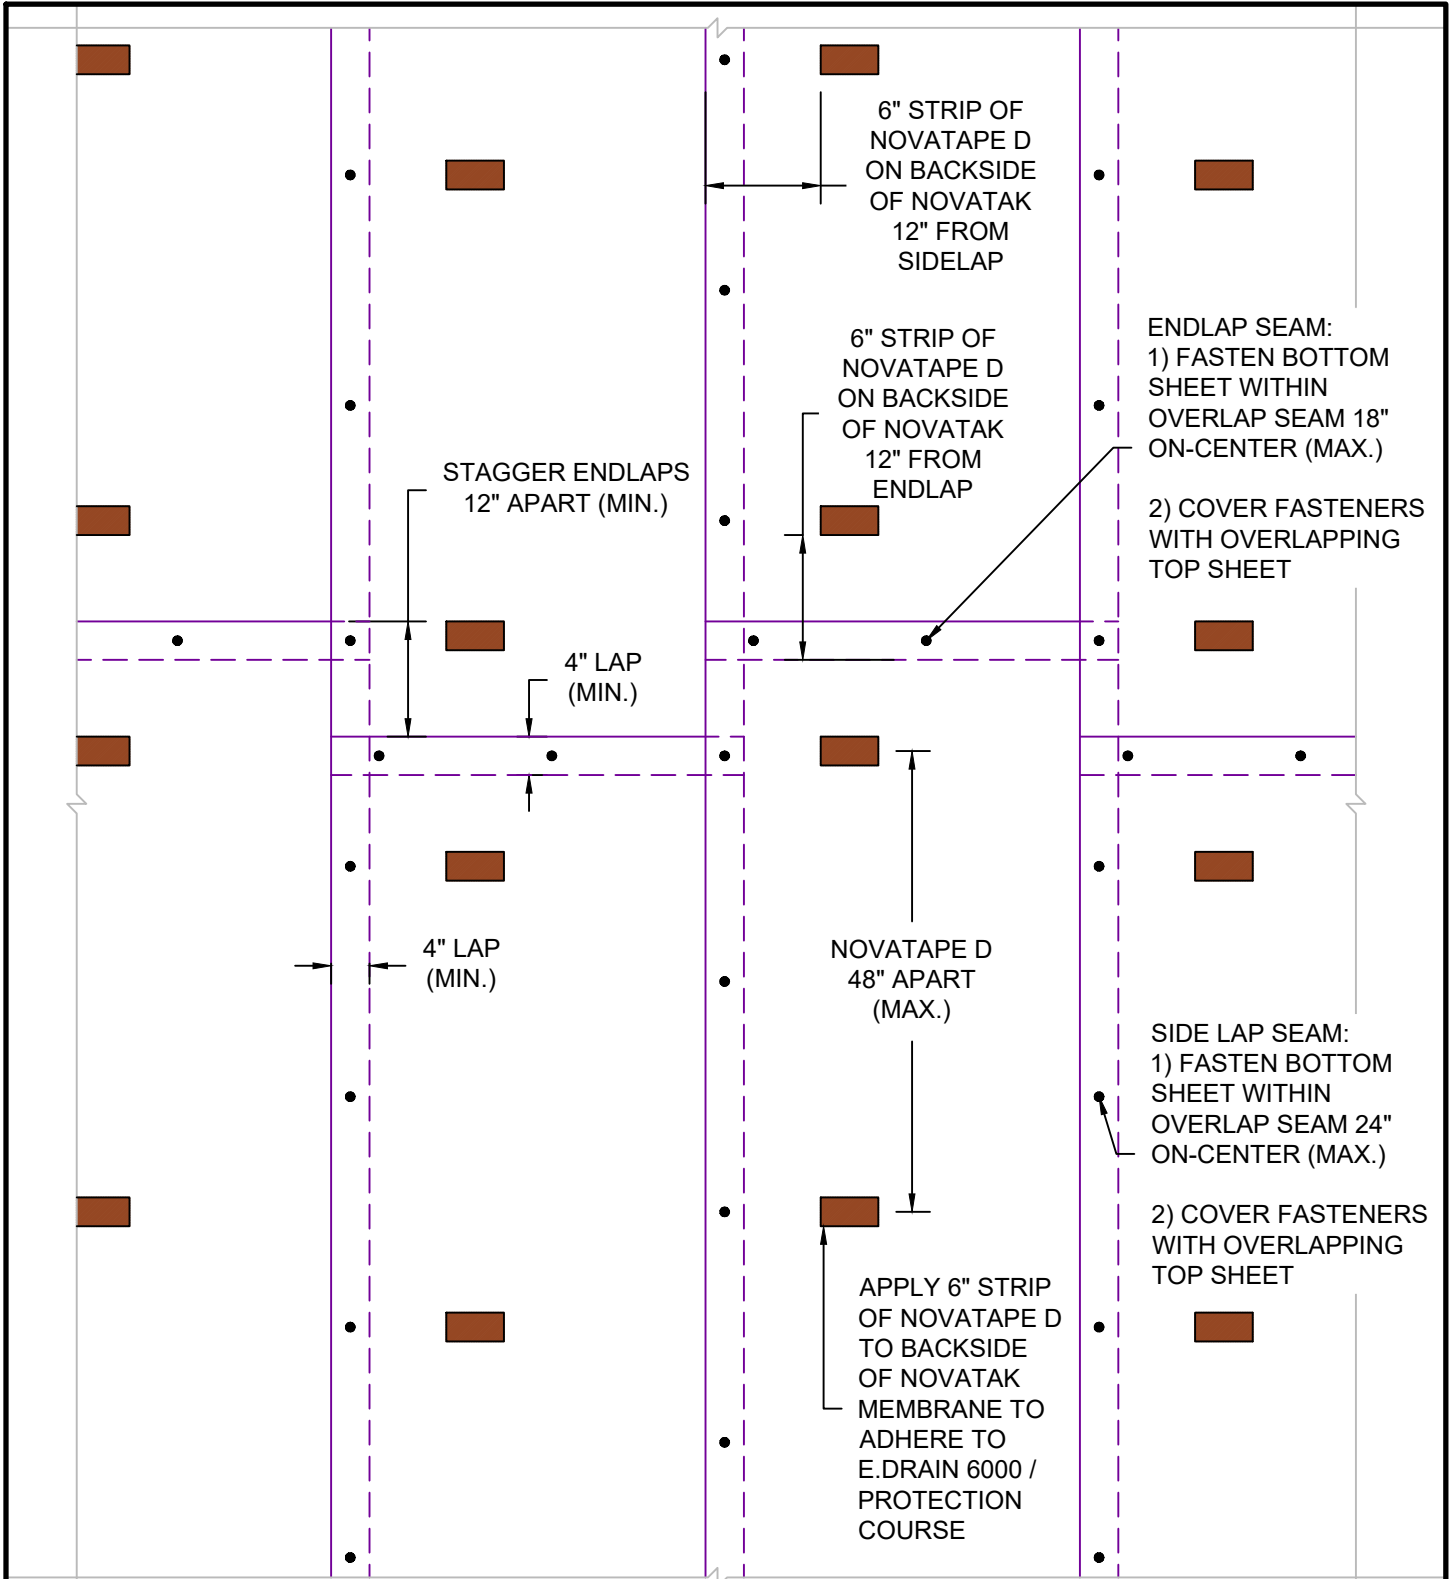 6" STRIP OF
NOVATAPE D
ON BACKSIDE
OF NOVATAK
12" FROM
SIDELAP
6" STRIP OF
NOVATAPE D
ON BACKSIDE
OF NOVATAK
12" FROM
ENDLAP
ENDLAP SEAM:
1) FASTEN BOTTOM
SHEET WITHIN
OVERLAP SEAM 18"
ON-CENTER (MAX.)
2) COVER FASTENERS
WITH OVERLAPPING
TOP SHEET
STAGGER ENDLAPS
12" APART (MIN.)
4" LAP
(MIN.)
4" LAP
(MIN.)
NOVATAPE D
48" APART
(MAX.)
SIDE LAP SEAM:
1) FASTEN BOTTOM
SHEET WITHIN
OVERLAP SEAM 24"
ON-CENTER (MAX.)
2) COVER FASTENERS
WITH OVERLAPPING
TOP SHEET
APPLY 6" STRIP
OF NOVATAPE D
TO BACKSIDE
OF NOVATAK
MEMBRANE TO
ADHERE TO
E.DRAIN 6000 /
PROTECTION
COURSE